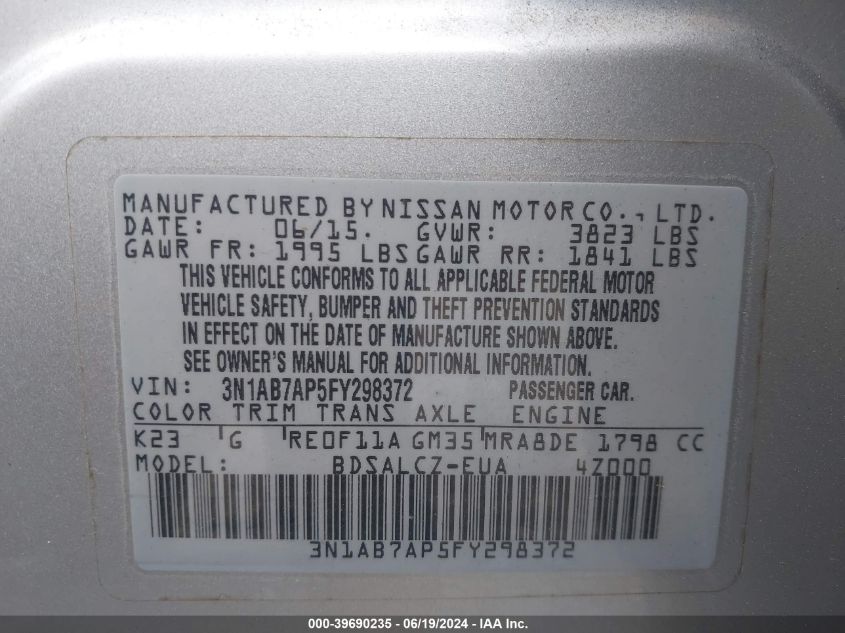 MANUFACTURED BY NISSAN MOTOR CO., LTD.
DATE: 06/15. GVWR: 3823 LBS
GAWR FR: 1995 LBS GAWR RR: 1841 LBS
THIS VEHICLE CONFORMS TO ALL APPLICABLE FEDERAL MOTOR
VEHICLE SAFETY, BUMPER AND THEFT PREVENTION STANDARDS
IN EFFECT ON THE DATE OF MANUFACTURE SHOWN ABOVE.
SEE OWNER'S MANUAL FOR ADDITIONAL INFORMATION.
VIN: 3N1AB7AP5FY298372 PASSENGER CAR.
COLOR TRIM TRANS AXLE ENGINE
K23 G RE0F11A GM35 MRA8DE 1798 CC
MODEL: BDSALCZ-EUA 4Z000
3N1AB7AP5FY298372
000-39690235 - 06/19/2024 - IAA Inc.